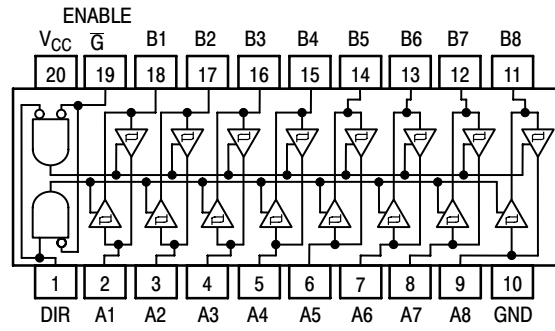 ENABLE
VCC G̅ B1 B2 B3 B4 B5 B6 B7 B8
20 19 18 17 16 15 14 13 12 11
1 2 3 4 5 6 7 8 9 10
DIR A1 A2 A3 A4 A5 A6 A7 A8 GND